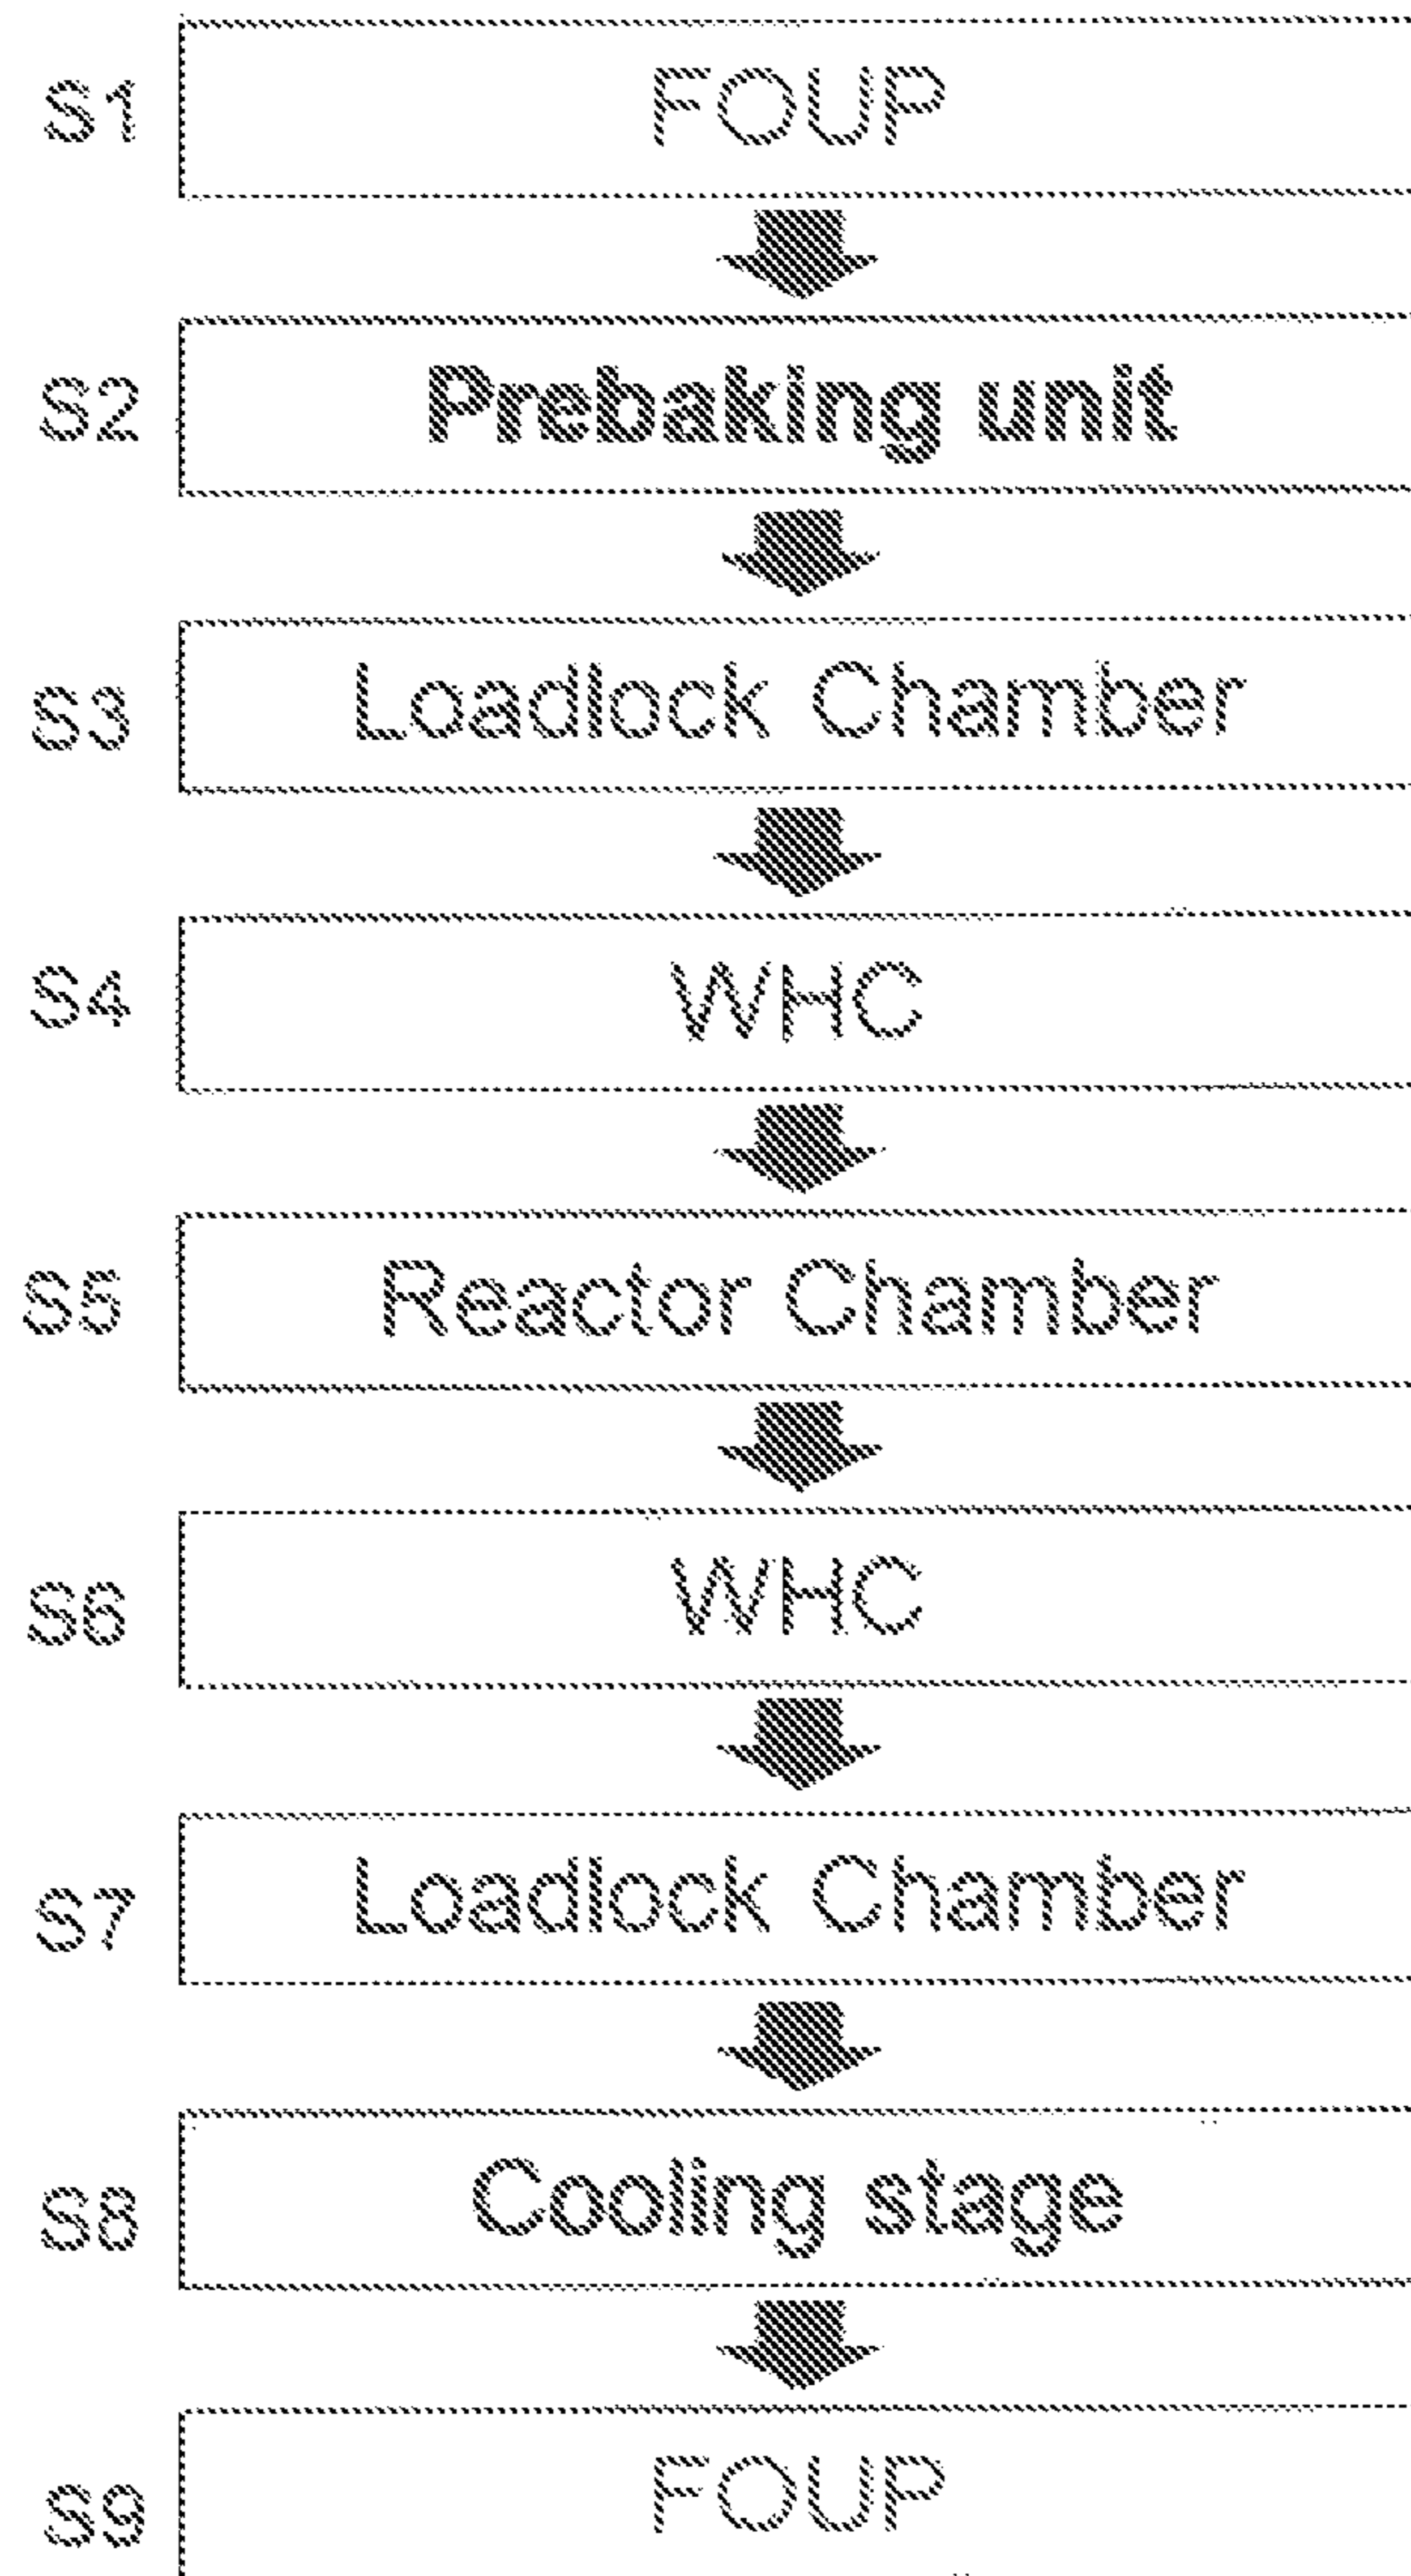 S1 FOUP
S2 Prebaking unit
S3 Loadlock Chamber
S4 WHC
S5 Reactor Chamber
S6 WHC
S7 Loadlock Chamber
S8 Cooling stage
S9 FOUP